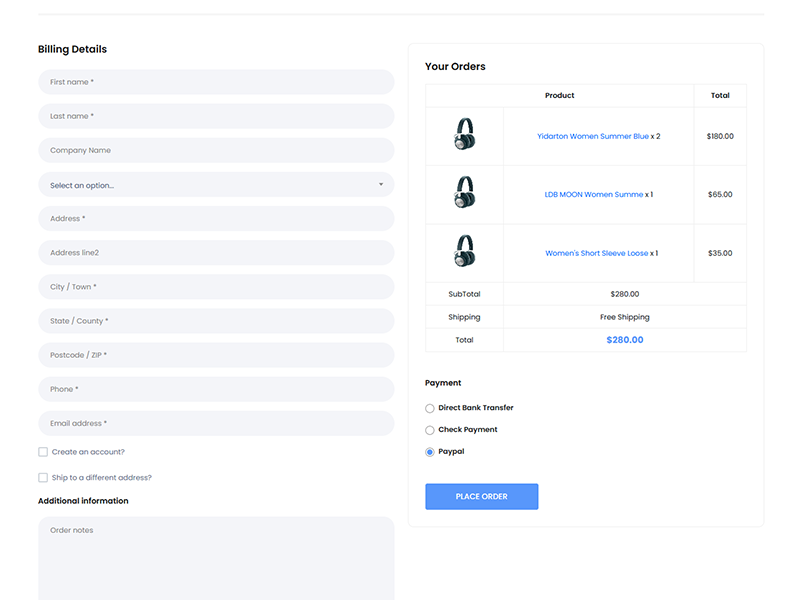 Billing Details
First name *
Last name *
Company Name
Select an option...
Address *
Address line2
City / Town *
State / County *
Postcode / ZIP *
Phone *
Email address *
Create an account?
Ship to a different address?
Additional information
Order notes
Your Orders
Product Total
Yidarton Women Summer Blue x 2 $180.00
LDB MOON Women Summe x 1 $65.00
Women's Short Sleeve Loose x 1 $35.00
SubTotal $280.00
Shipping Free Shipping
Total $280.00
Payment
Direct Bank Transfer
Check Payment
Paypal
PLACE ORDER